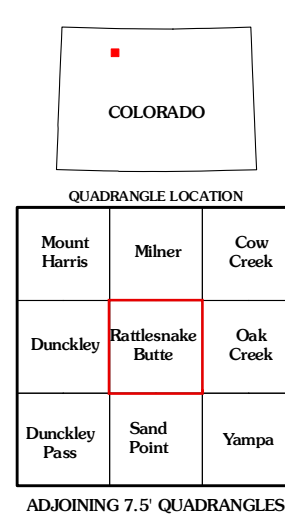 COLORADO
QUADRANGLE LOCATION
Mount
Harris
Milner
Cow
Creek
Dunckley
Rattlesnake
Butte
Oak
Creek
Dunckley
Pass
Sand
Point
Yampa
ADJOINING 7.5' QUADRANGLES